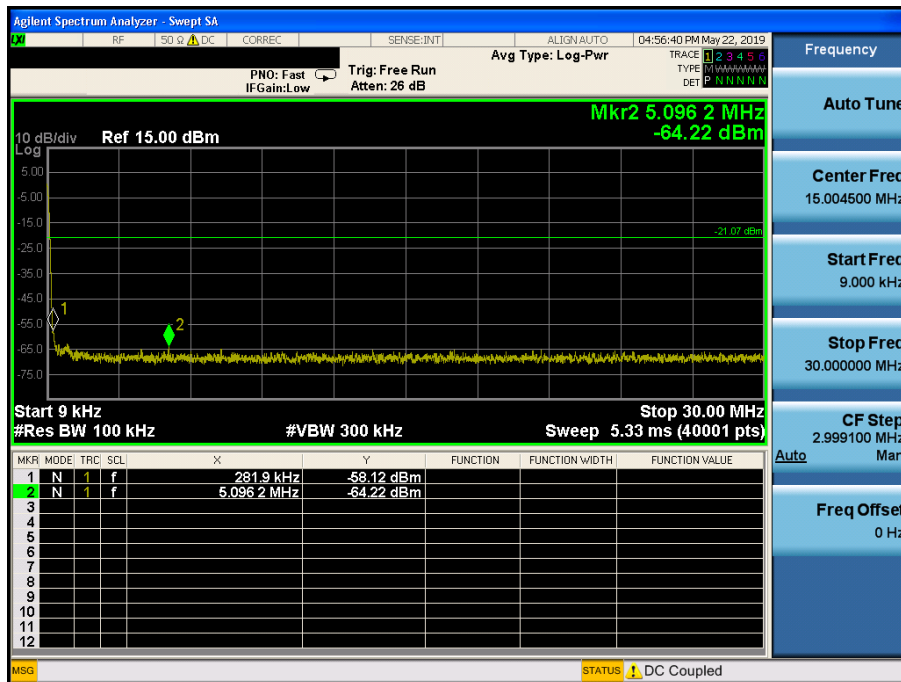 Agilent Spectrum Analyzer - Swept SA
LXI RF 50 Ω DC CORREC SENSE:INT ALIGN AUTO 04:56:40 PM May 22, 2019
Avg Type: Log-Pwr
TRACE 1 2 3 4 5 6
PNO: Fast Trig: Free Run
TYPE M W W W W W
IFGain:Low Atten: 26 dB
DET P N N N N N
Mkr2 5.096 2 MHz
-64.22 dBm
10 dB/div Ref 15.00 dBm
Log
5.00
-5.00
-15.0
-21.07 dBm
-25.0
-35.0
-45.0
1
-55.0
2
-65.0
-75.0
Start 9 kHz Stop 30.00 MHz
#Res BW 100 kHz #VBW 300 kHz Sweep 5.33 ms (40001 pts)
MKR MODE TRC SCL X Y FUNCTION FUNCTION WIDTH FUNCTION VALUE
1 N 1 f 281.9 kHz -58.12 dBm
2 N 1 f 5.096 2 MHz -64.22 dBm
3
4
5
6
7
8
9
10
11
12
MSG STATUS DC Coupled
Frequency
Auto Tune
Center Freq
15.004500 MHz
Start Freq
9.000 kHz
Stop Freq
30.000000 MHz
CF Step
2.999100 MHz
Auto Man
Freq Offset
0 Hz